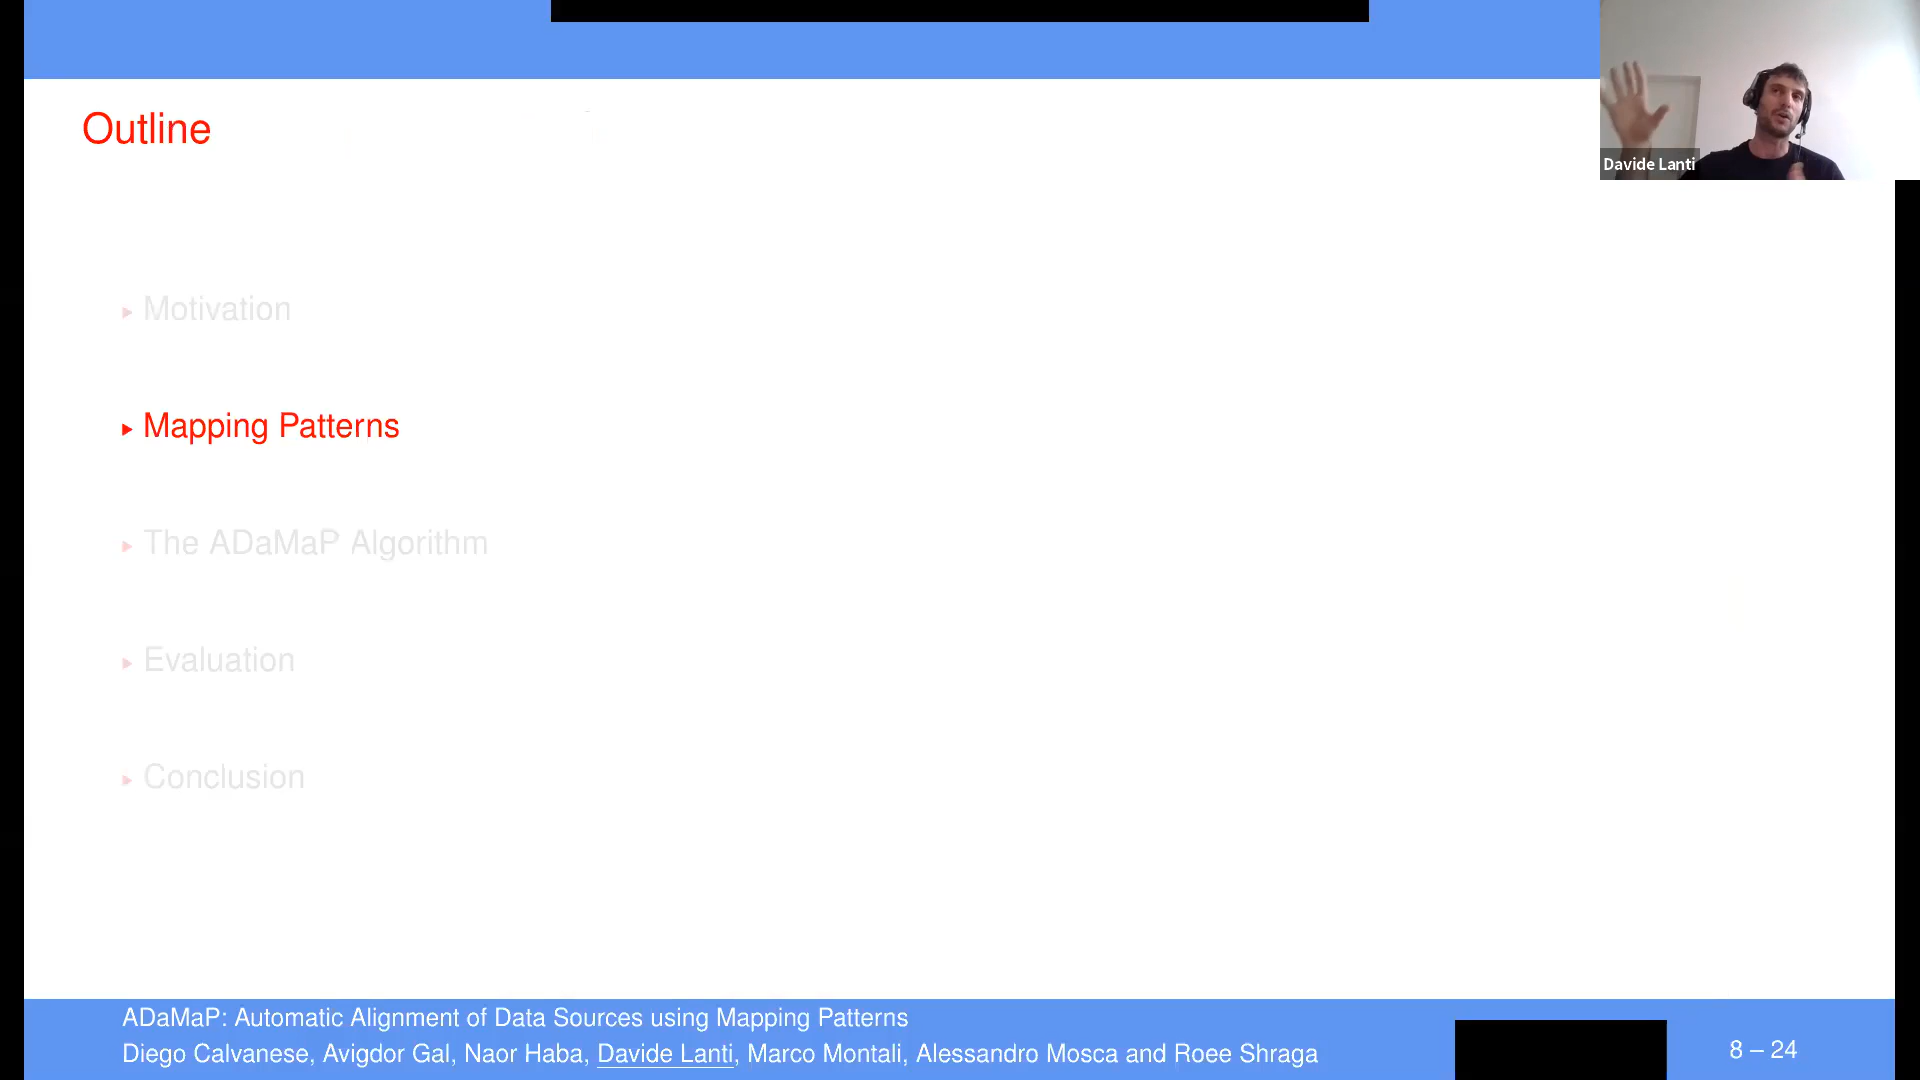 Outline
Davide Lanti
Motivation
Mapping Patterns
The ADaMaP Algorithm
Evaluation
Conclusion
ADaMaP: Automatic Alignment of Data Sources using Mapping Patterns
Diego Calvanese, Avigdor Gal, Naor Haba, Davide Lanti, Marco Montali, Alessandro Mosca and Roee Shraga
8 – 24